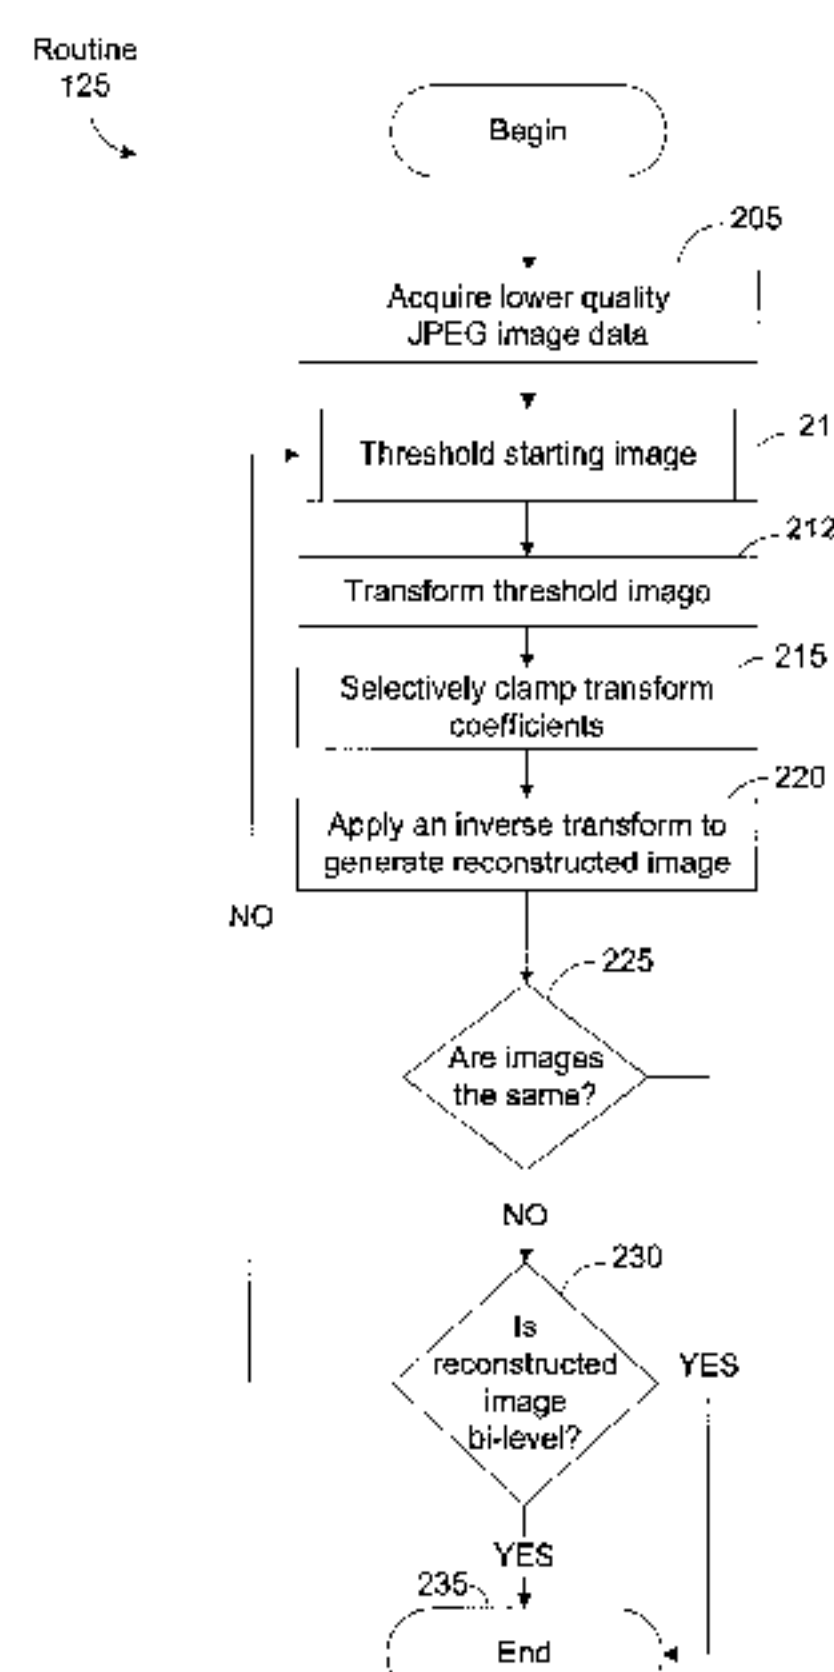 Routine
125
Begin
205
Acquire lower quality
JPEG image data
21
Threshold starting image
212
Transform threshold image
215
Selectively clamp transform
coefficients
220
Apply an inverse transform to
generate reconstructed image
NO
225
Are images
the same?
NO
230
Is
reconstructed
image
bi-level?
YES
YES
235
End